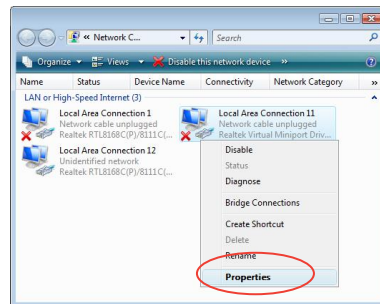 « Network C...
Search
Organize
Views
Disable this network device
»
Name Status Device Name Connectivity Network Category »
LAN or High-Speed Internet (3)
Local Area Connection 1
Network cable unplugged
Realtek RTL8168C(P)/8111C(...
Local Area Connection 11
Network cable unplugged
Realtek Virtual Miniport Driv...
Local Area Connection 12
Unidentified network
Realtek RTL8168C(P)/8111C(...
Disable
Status
Diagnose
Bridge Connections
Create Shortcut
Delete
Rename
Properties